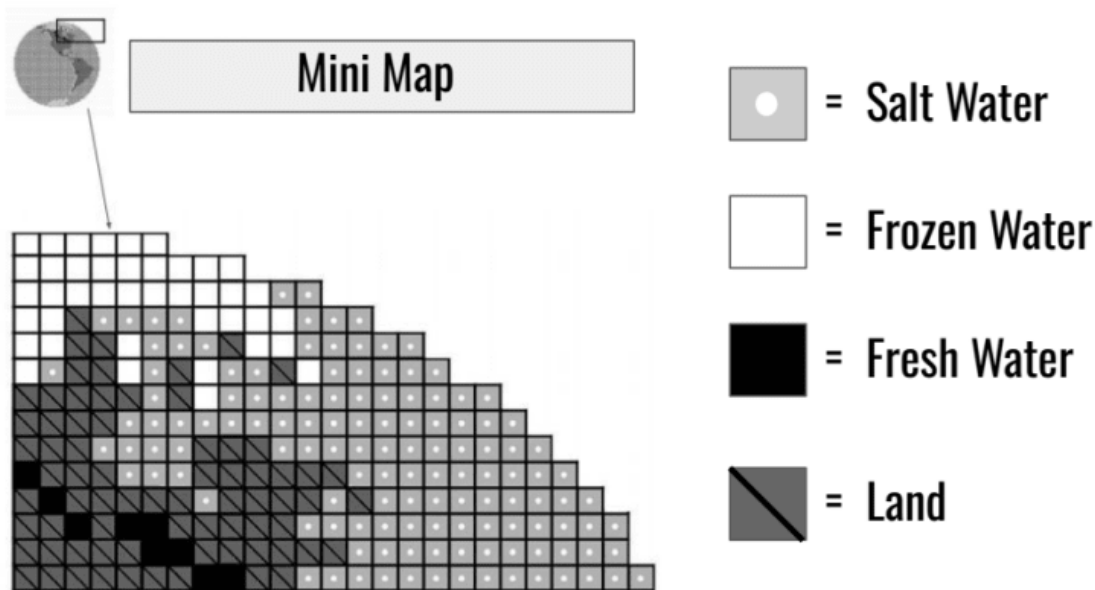 Mini Map
= Salt Water
= Frozen Water
= Fresh Water
= Land